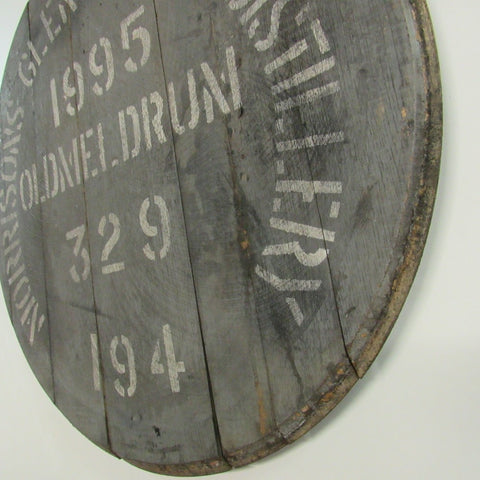 MORRISONS' GLEN
DISTILLERY
1995
OLDMELDRUM
329
194